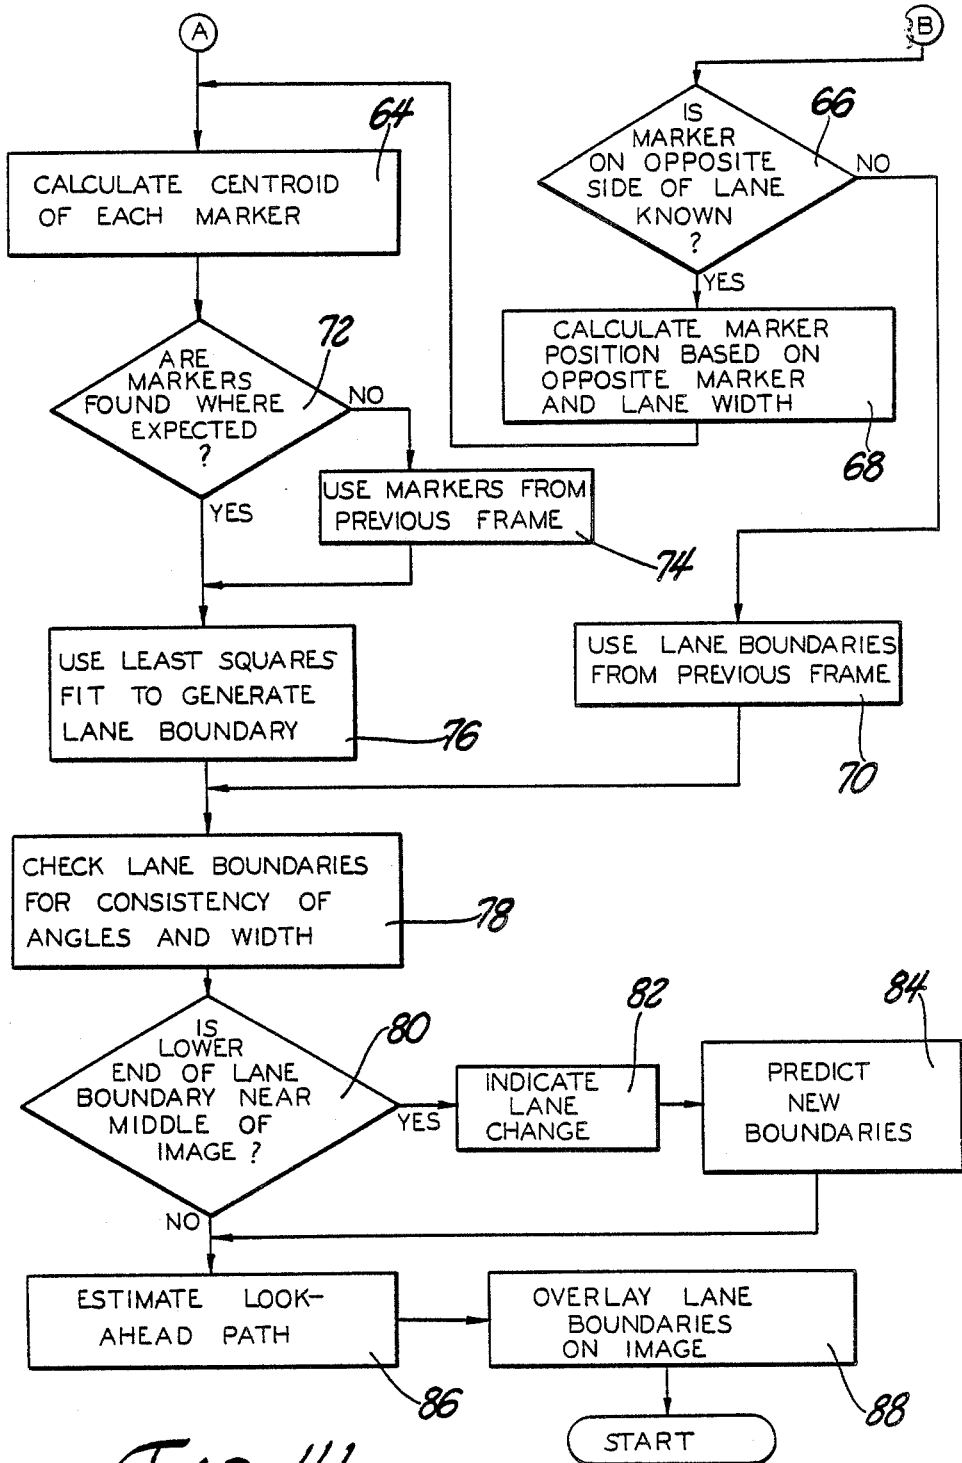 A
B
64
CALCULATE CENTROID
OF EACH MARKER
66
IS
MARKER
ON OPPOSITE
SIDE OF LANE
KNOWN
?
NO
YES
CALCULATE MARKER
POSITION BASED ON
OPPOSITE MARKER
AND LANE WIDTH
68
72
ARE
MARKERS
FOUND WHERE
EXPECTED
?
NO
YES
USE MARKERS FROM
PREVIOUS FRAME
74
USE LANE BOUNDARIES
FROM PREVIOUS FRAME
70
USE LEAST SQUARES
FIT TO GENERATE
LANE BOUNDARY
76
CHECK LANE BOUNDARIES
FOR CONSISTENCY OF
ANGLES AND WIDTH
78
80
IS
LOWER
END OF LANE
BOUNDARY NEAR
MIDDLE OF
IMAGE ?
YES
NO
82
INDICATE
LANE
CHANGE
84
PREDICT
NEW
BOUNDARIES
ESTIMATE LOOK-
AHEAD PATH
86
OVERLAY LANE
BOUNDARIES
ON IMAGE
88
START